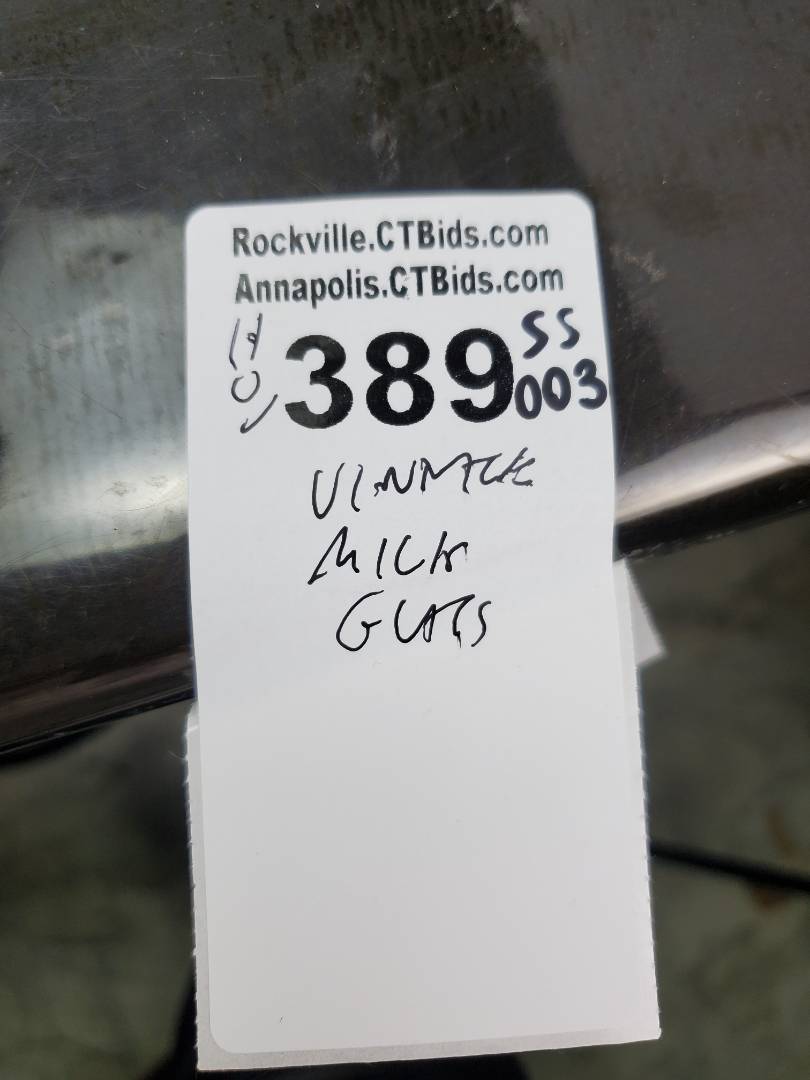 Rockville.CTBids.com
Annapolis.CTBids.com
389 SS
003
VINTAGE
MILK
GLASS